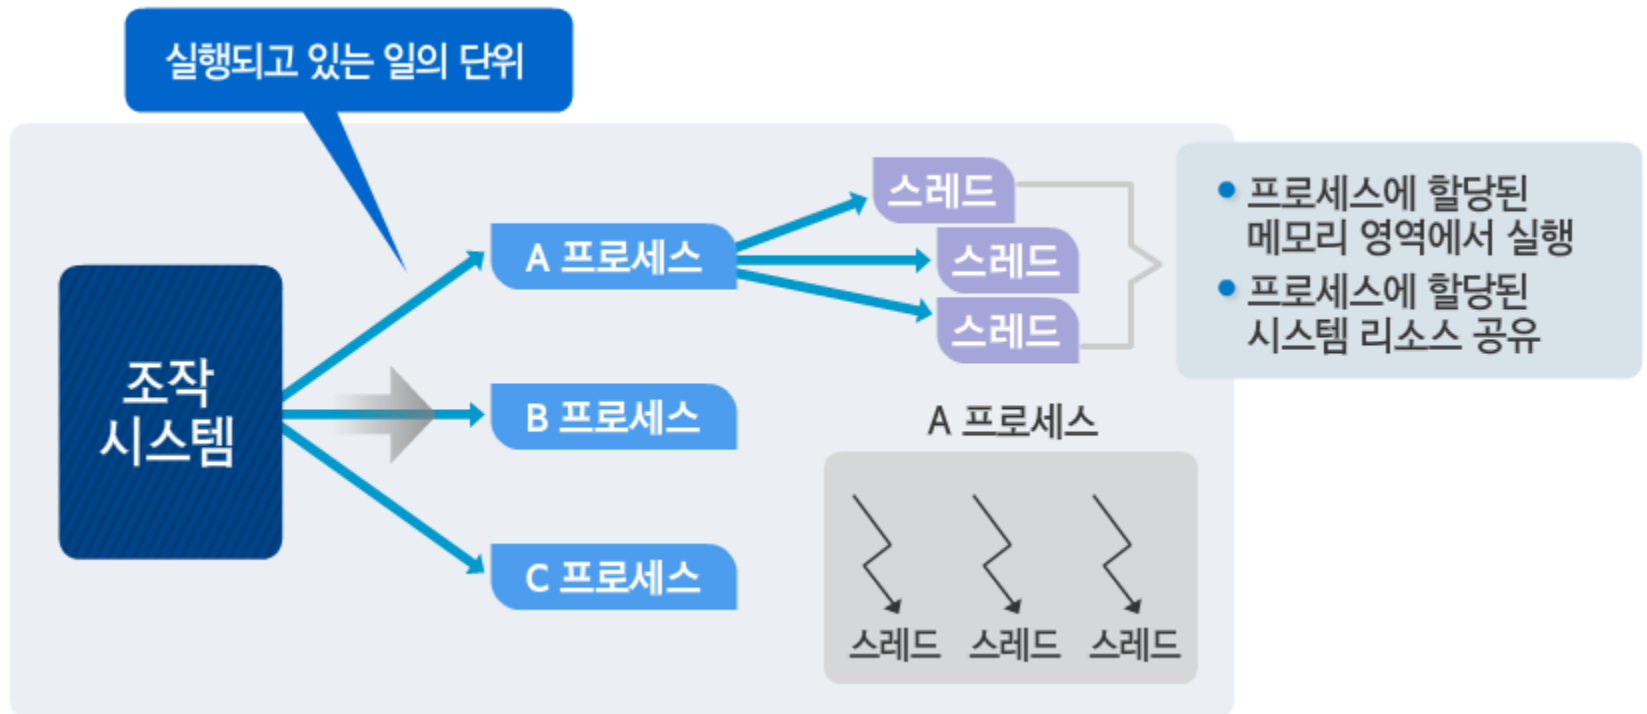 실행되고 있는 일의 단위
조작
시스템
A 프로세스
B 프로세스
C 프로세스
스레드
스레드
스레드
프로세스에 할당된
메모리 영역에서 실행
프로세스에 할당된
시스템 리소스 공유
A 프로세스
스레드 스레드 스레드